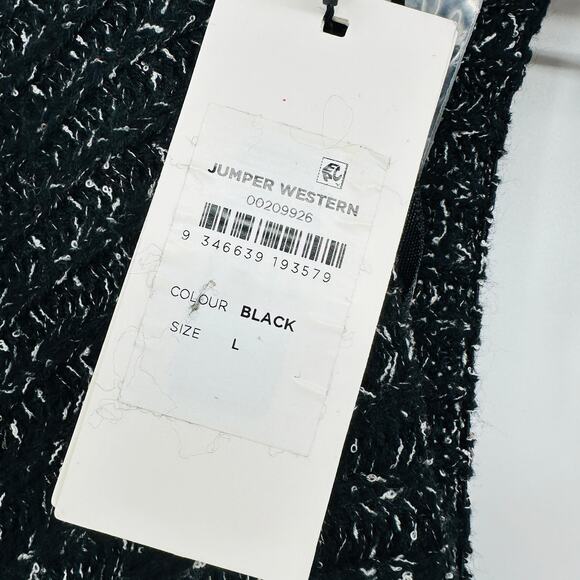 JUMPER WESTERN
00209926
9 346639 193579
COLOUR BLACK
SIZE L